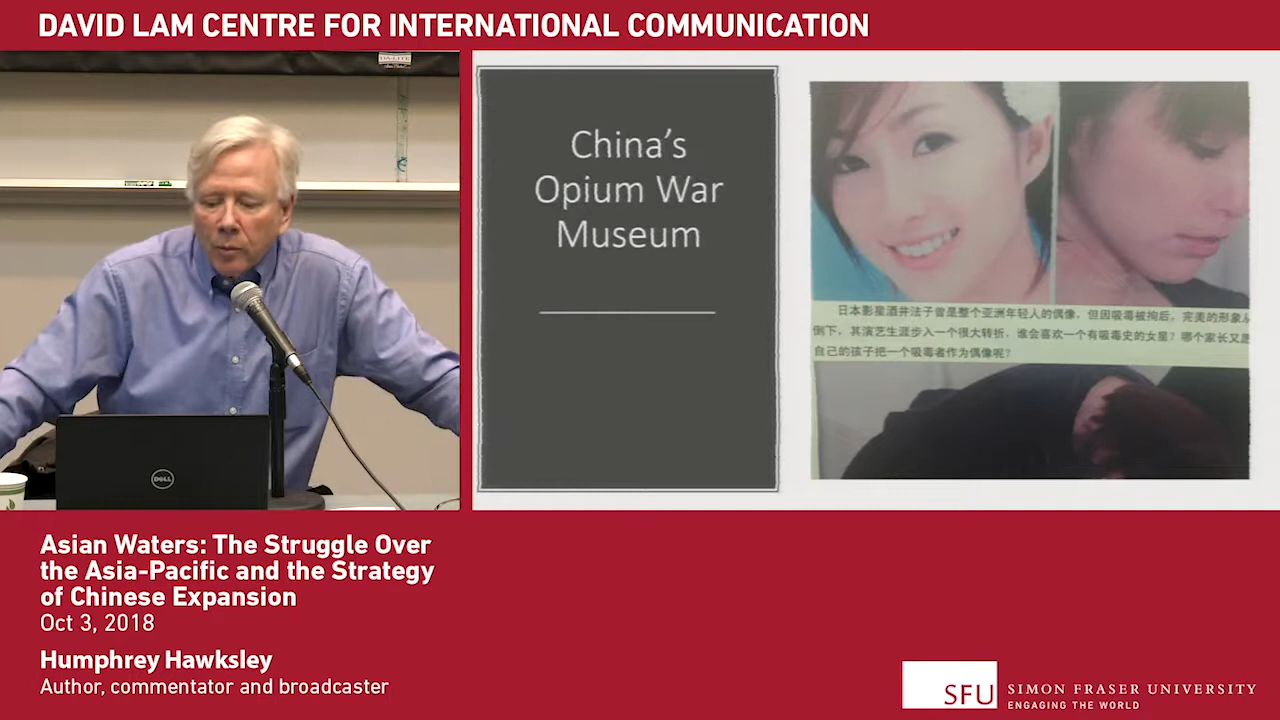 DAVID LAM CENTRE FOR INTERNATIONAL COMMUNICATION
DA-LITE
DELL
China's
Opium War
Museum
日本影星酒井法子曾是整个亚洲年轻人的偶像，但因吸毒被拘后，完美的形象从
倒下，其演艺生涯步入一个很大转折，谁会喜欢一个有吸毒史的女星？哪个家长又愿
自己的孩子把一个吸毒者作为偶像呢？
Asian Waters: The Struggle Over
the Asia-Pacific and the Strategy
of Chinese Expansion
Oct 3, 2018
Humphrey Hawksley
Author, commentator and broadcaster
SFU
SIMON FRASER UNIVERSITY
ENGAGING THE WORLD